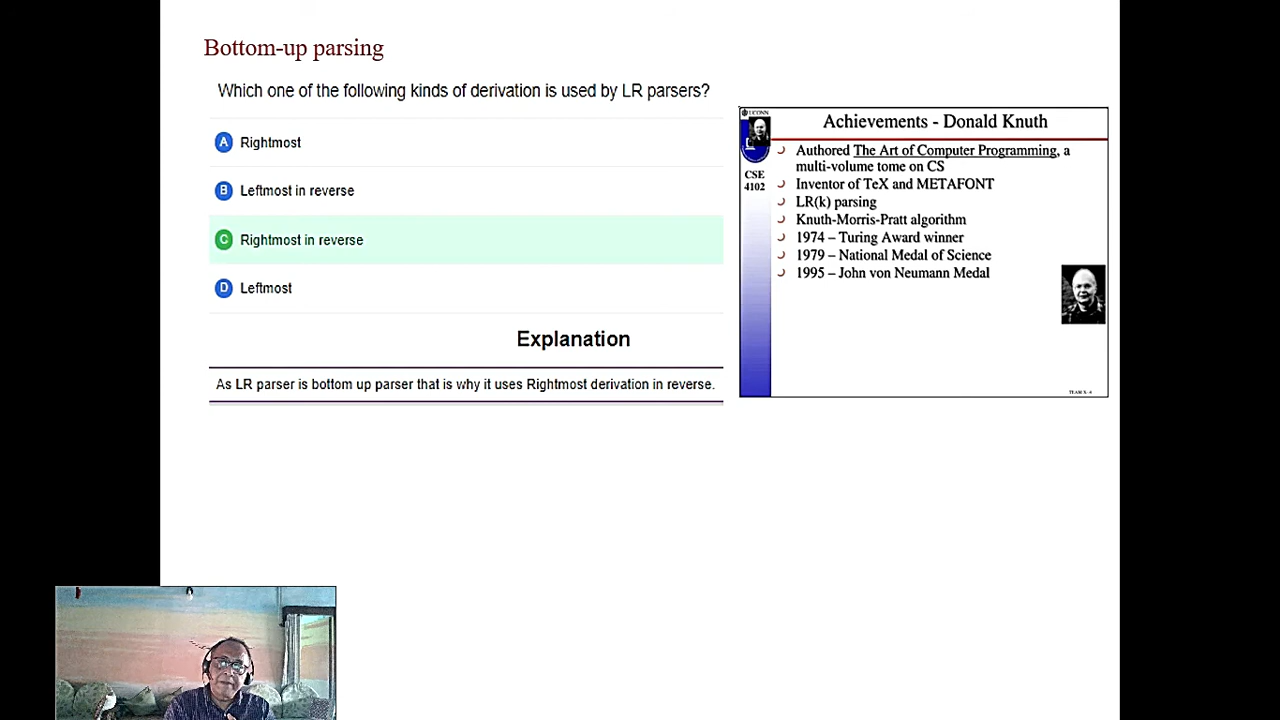 Bottom-up parsing
Which one of the following kinds of derivation is used by LR parsers?
A Rightmost
B Leftmost in reverse
C Rightmost in reverse
D Leftmost
Explanation
As LR parser is bottom up parser that is why it uses Rightmost derivation in reverse.
UCONN
CSE
4102
Achievements - Donald Knuth
Authored The Art of Computer Programming, a
multi-volume tome on CS
Inventor of TeX and METAFONT
LR(k) parsing
Knuth-Morris-Pratt algorithm
1974 – Turing Award winner
1979 – National Medal of Science
1995 – John von Neumann Medal